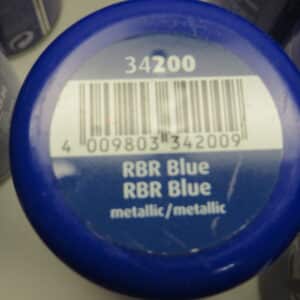 34200
4 009803 342009
RBR Blue
RBR Blue
metallic/metallic